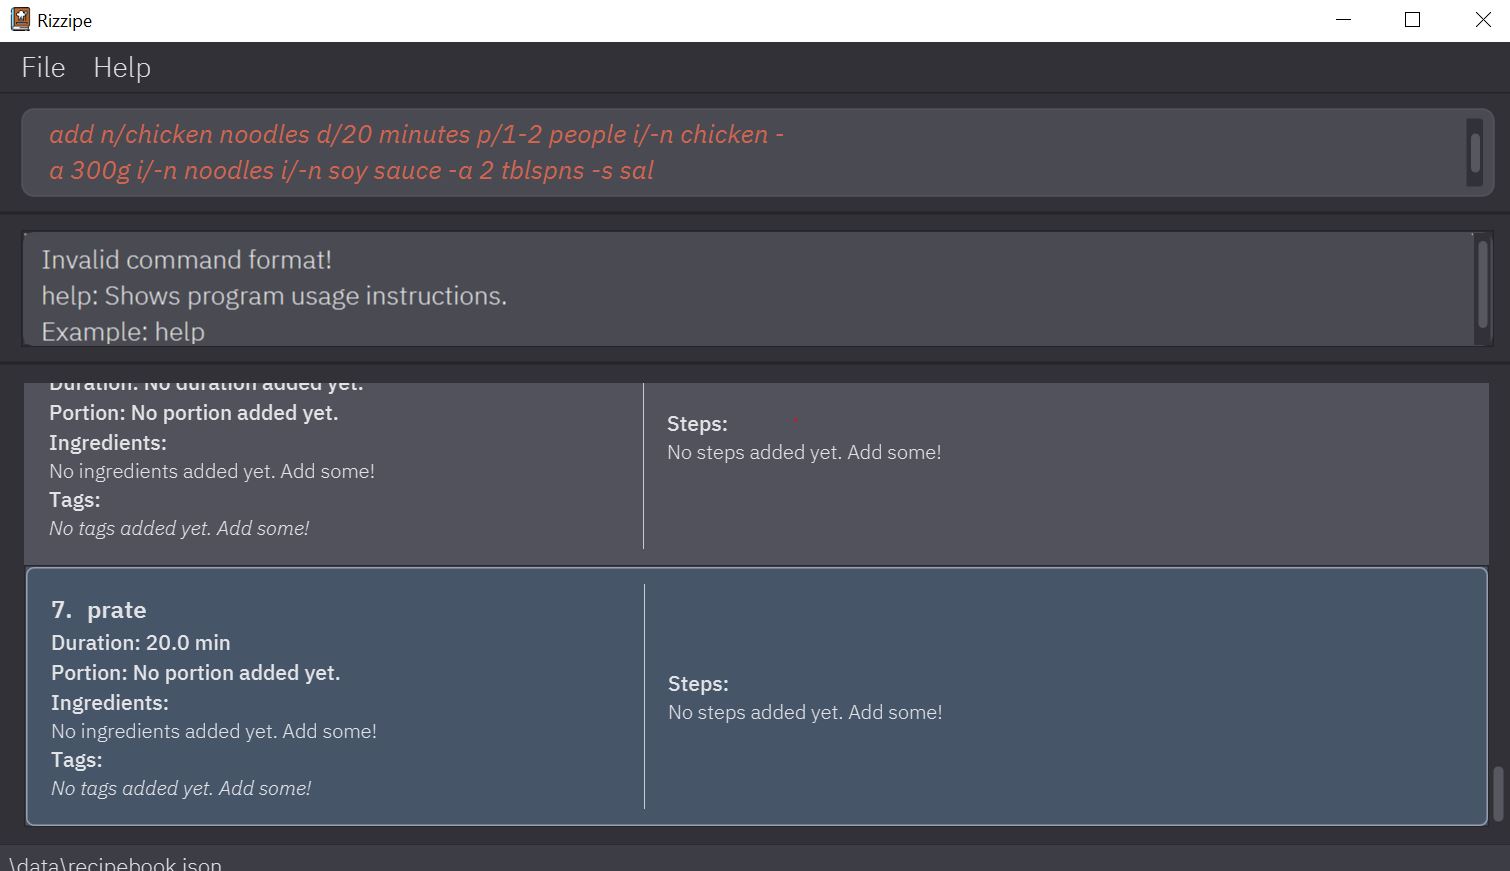 Rizzipe
File Help
add n/chicken noodles d/20 minutes p/1-2 people i/-n chicken -
a 300g i/-n noodles i/-n soy sauce -a 2 tblspns -s sal
Invalid command format!
help: Shows program usage instructions.
Example: help
Duration: No duration added yet.
Portion: No portion added yet.
Ingredients:
No ingredients added yet. Add some!
Tags:
No tags added yet. Add some!
Steps:
No steps added yet. Add some!
7. prate
Duration: 20.0 min
Portion: No portion added yet.
Ingredients:
No ingredients added yet. Add some!
Tags:
No tags added yet. Add some!
Steps:
No steps added yet. Add some!
\data\recipebook.json